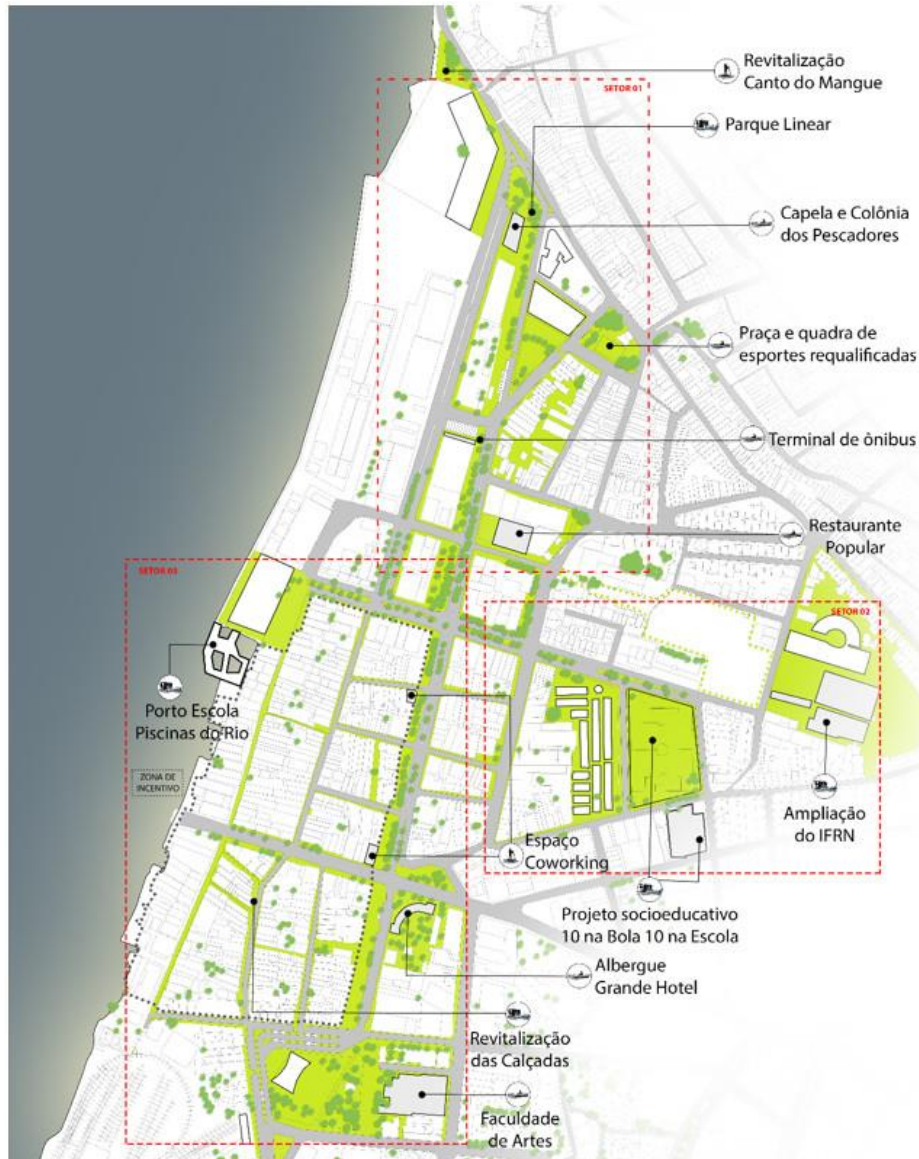 Revitalização
Canto do Mangue
SETOR 01
Parque Linear
Capela e Colônia
dos Pescadores
Praça e quadra de
esportes requalificadas
Terminal de ônibus
Restaurante
Popular
SETOR 03
SETOR 02
Porto Escola
Piscinas do Rio
ZONA DE
INCENTIVO
Ampliação
do IFRN
Espaço
Coworking
Projeto socioeducativo
10 na Bola 10 na Escola
Albergue
Grande Hotel
Revitalização
das Calçadas
Faculdade
de Artes